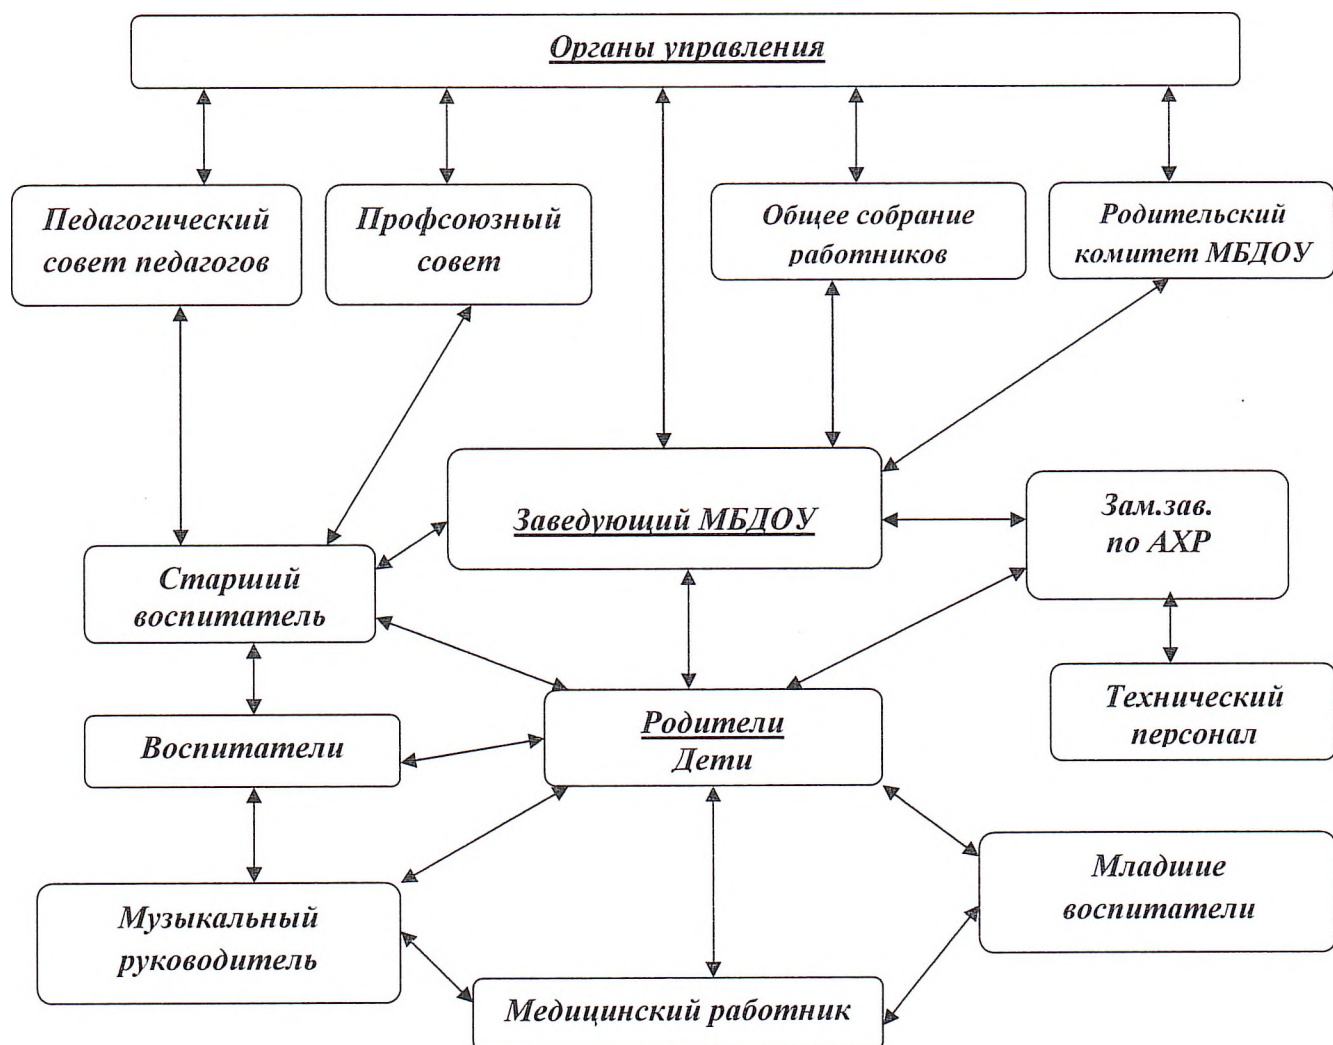 Органы управления
Педагогический
совет педагогов
Профсоюзный
совет
Общее собрание
работников
Родительский
комитет МБДОУ
Заведующий МБДОУ
Зам.зав.
по АХР
Старший
воспитатель
Технический
персонал
Воспитатели
Родители
Дети
Музыкальный
руководитель
Младшие
воспитатели
Медицинский работник